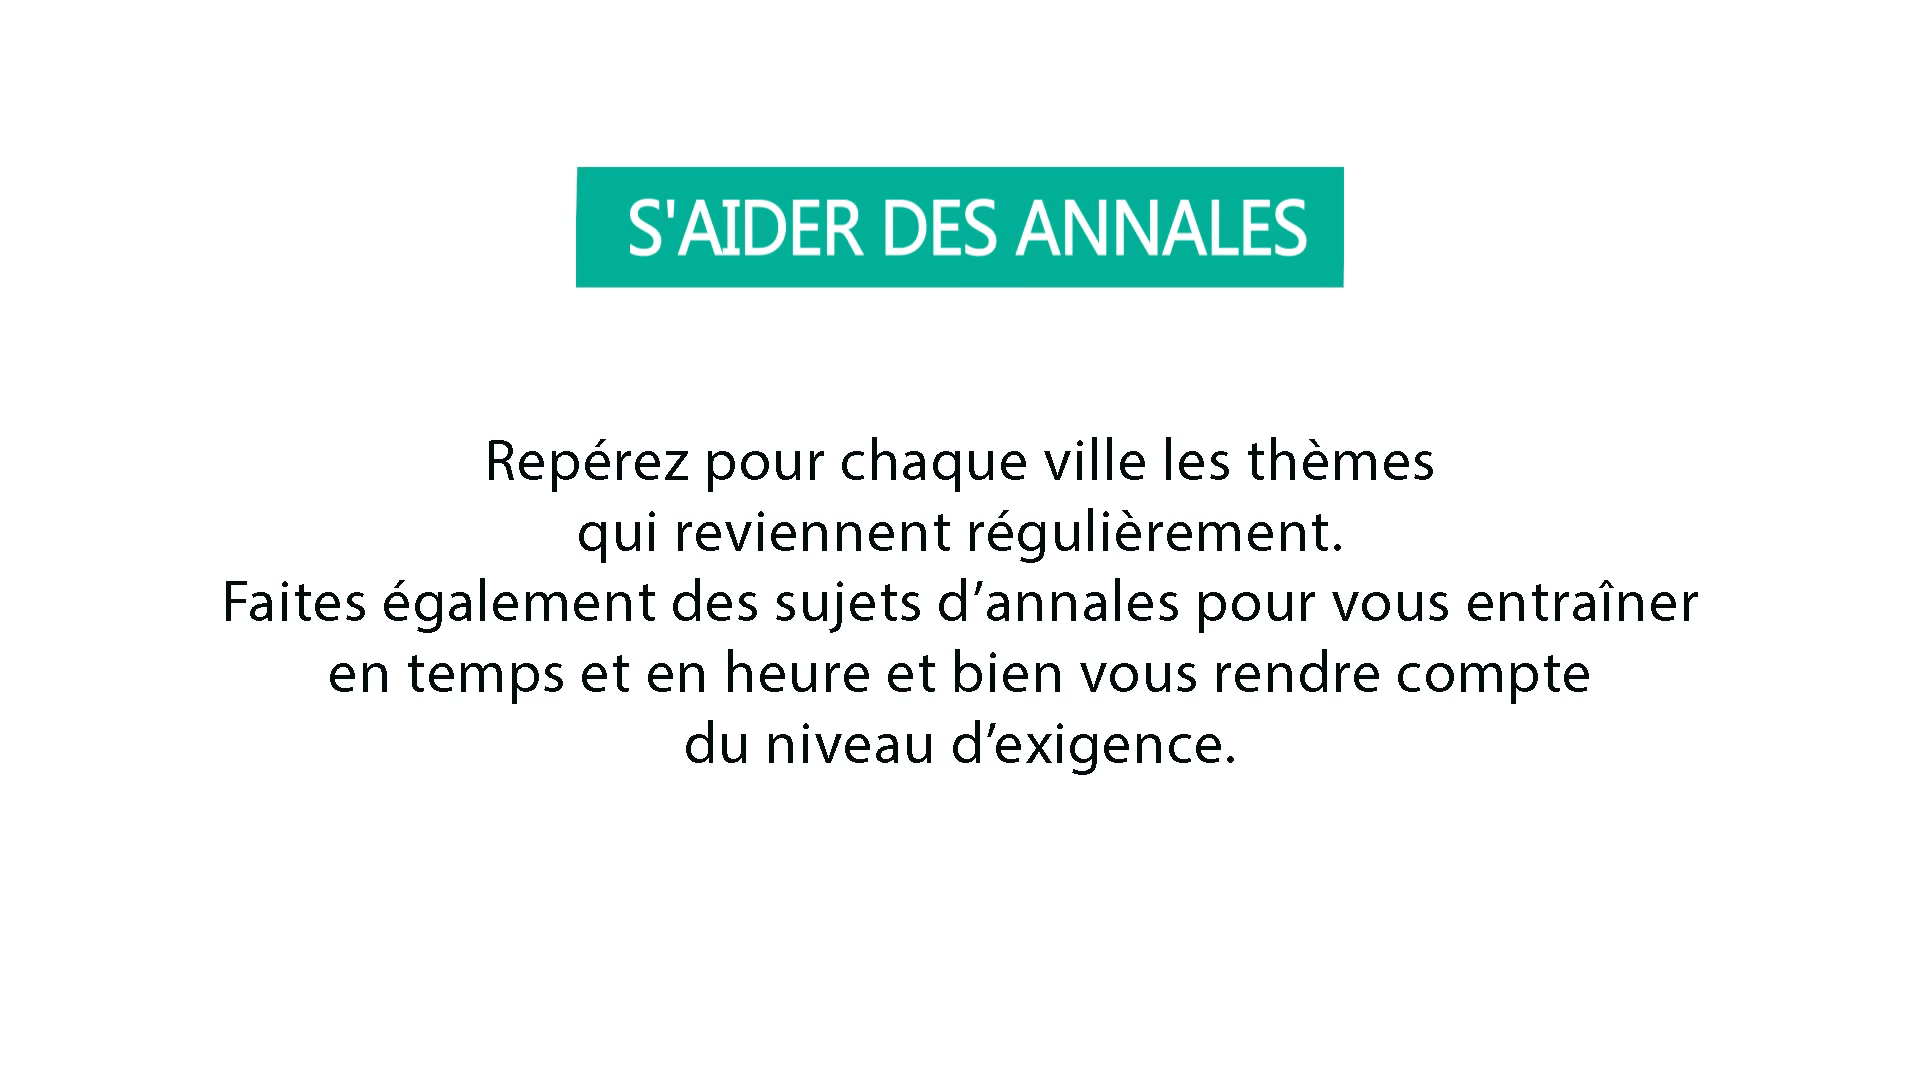 S'AIDER DES ANNALES
Repérez pour chaque ville les thèmes
qui reviennent régulièrement.
Faites également des sujets d’annales pour vous entraîner
en temps et en heure et bien vous rendre compte
du niveau d’exigence.